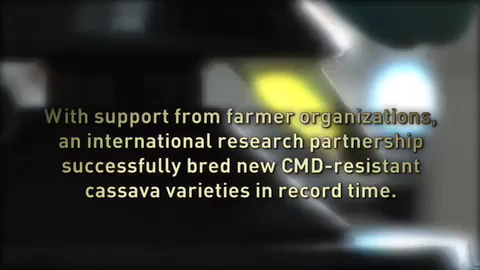 With support from farmer organizations,
an international research partnership
successfully bred new CMD-resistant
cassava varieties in record time.